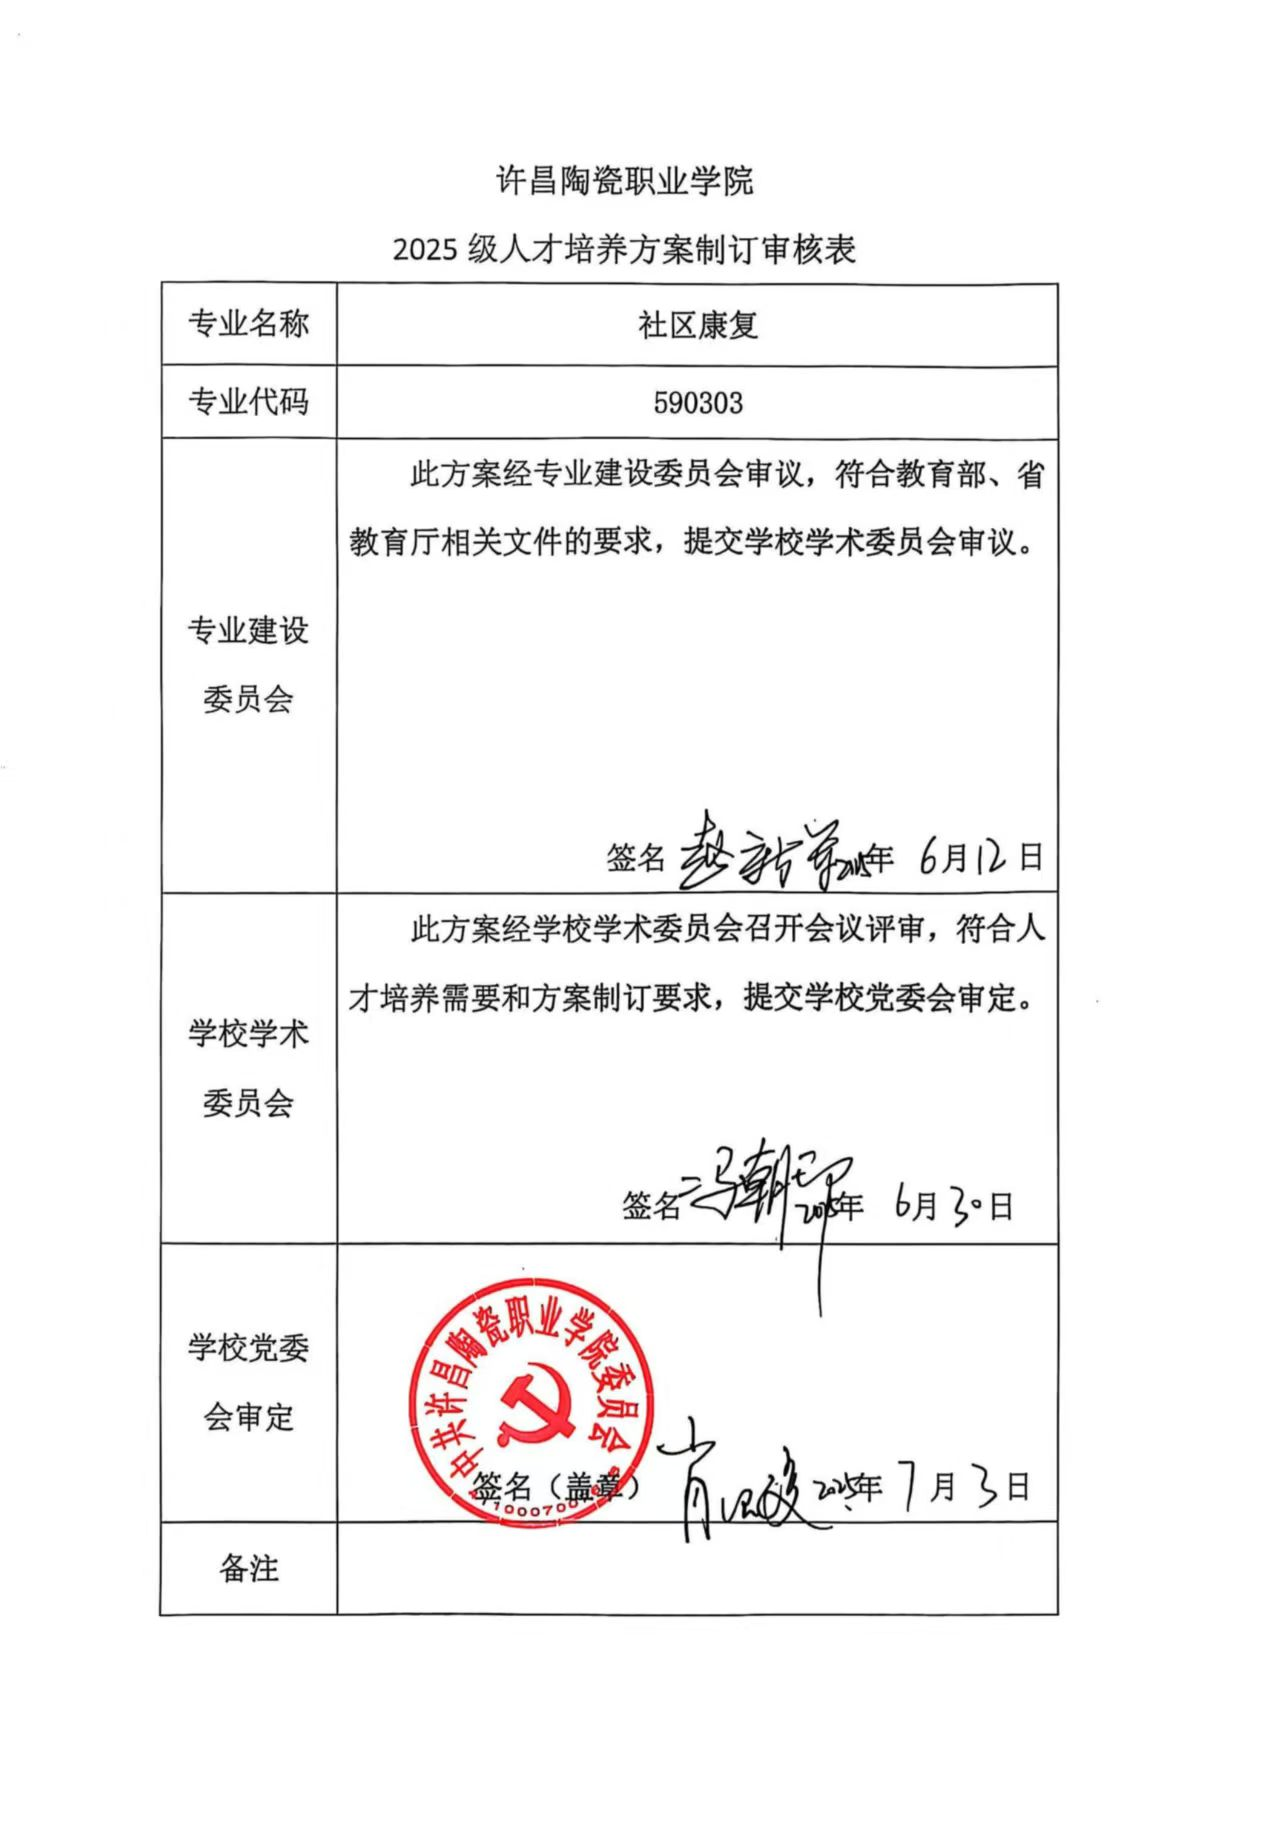 许昌陶瓷职业学院
2025 级人才培养方案制订审核表
专业名称
社区康复
专业代码
590303
专业建设
委员会
此方案经专业建设委员会审议，符合教育部、省
教育厅相关文件的要求，提交学校学术委员会审议。
签名 2025年 6月12日
学校学术
委员会
此方案经学校学术委员会召开会议评审，符合人
才培养需要和方案制订要求，提交学校党委会审定。
签名 2025年 6月30日
学校党委
会审定
中共许昌陶瓷职业学院委员会
签名（盖章） 2025年 7月3日
备注